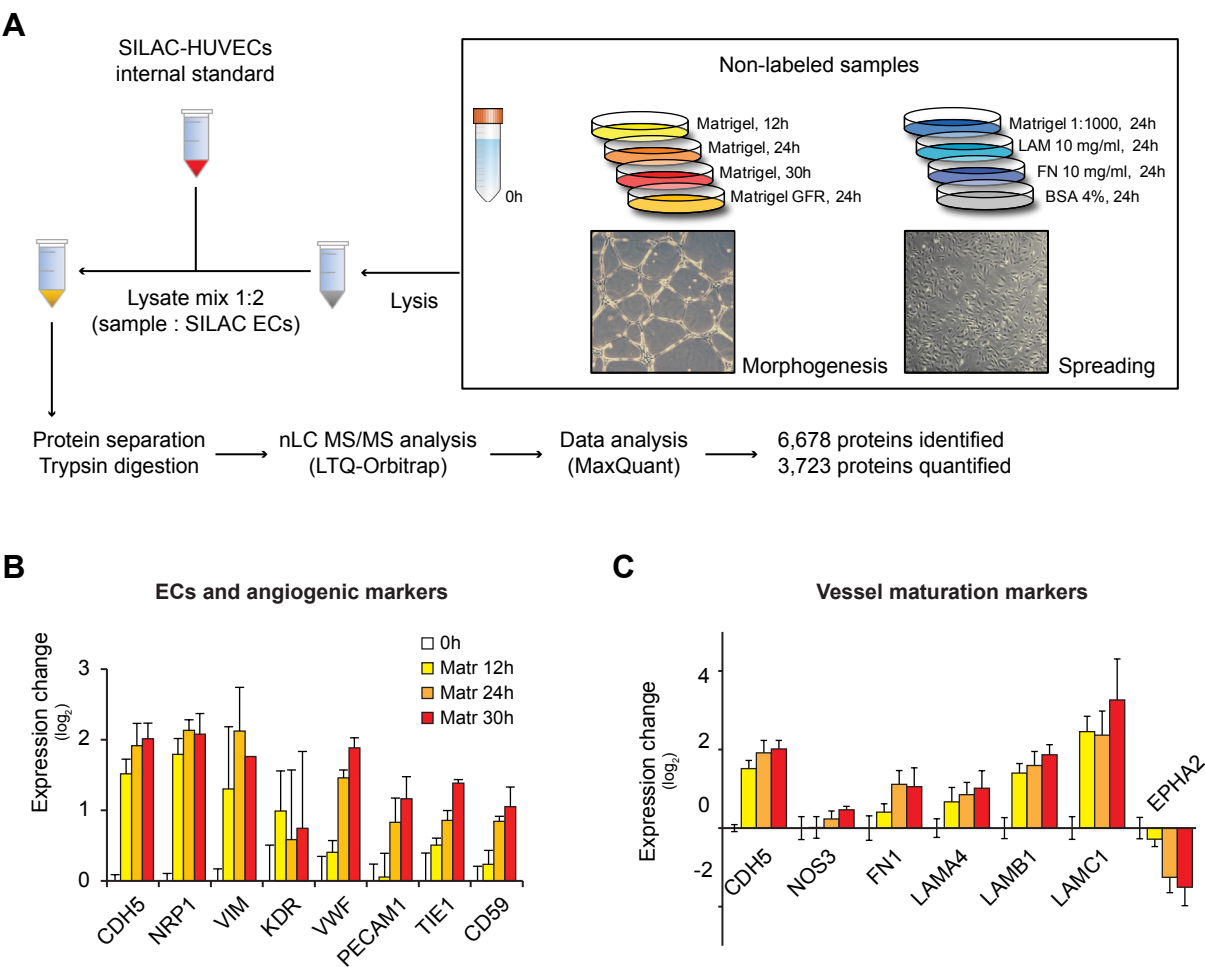 A
SILAC-HUVECs
internal standard
Non-labeled samples
0h
Matrigel, 12h
Matrigel, 24h
Matrigel, 30h
Matrigel GFR, 24h
Matrigel 1:1000, 24h
LAM 10 mg/ml, 24h
FN 10 mg/ml, 24h
BSA 4%, 24h
Morphogenesis
Spreading
Lysis
Lysate mix 1:2
(sample : SILAC ECs)
Protein separation
Trypsin digestion
nLC MS/MS analysis
(LTQ-Orbitrap)
Data analysis
(MaxQuant)
6,678 proteins identified
3,723 proteins quantified
B
ECs and angiogenic markers
Expression change
(log2)
3
2
1
0
0h
Matr 12h
Matr 24h
Matr 30h
CDH5
NRP1
VIM
KDR
VWF
PECAM1
TIE1
CD59
C
Vessel maturation markers
Expression change
(log2)
4
2
0
-2
CDH5
NOS3
FN1
LAMA4
LAMB1
LAMC1
EPHA2